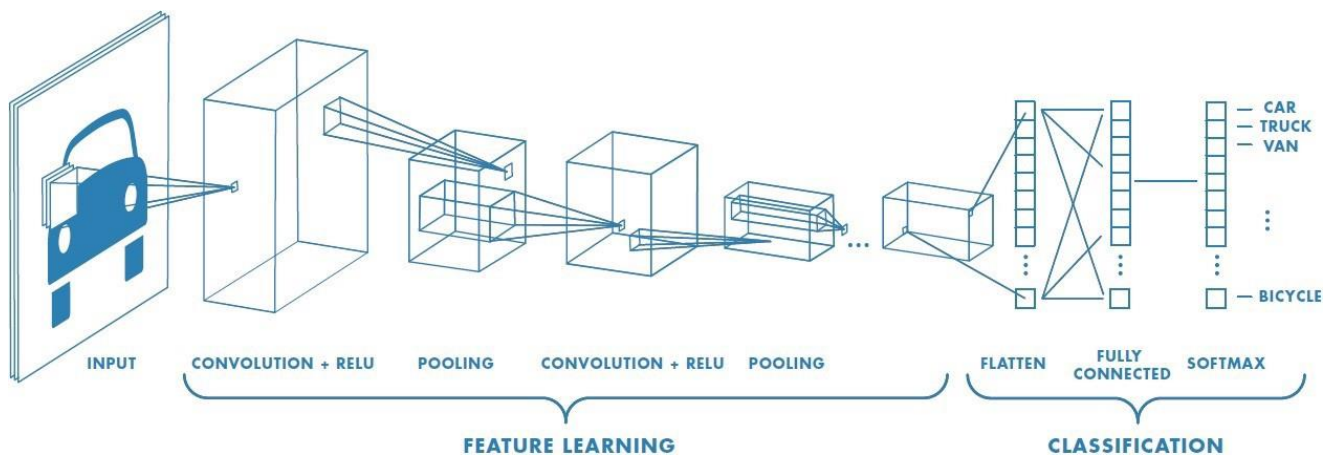 CAR
TRUCK
VAN
BICYCLE
INPUT
CONVOLUTION + RELU
POOLING
CONVOLUTION + RELU
POOLING
FLATTEN
FULLY
CONNECTED
SOFTMAX
FEATURE LEARNING
CLASSIFICATION